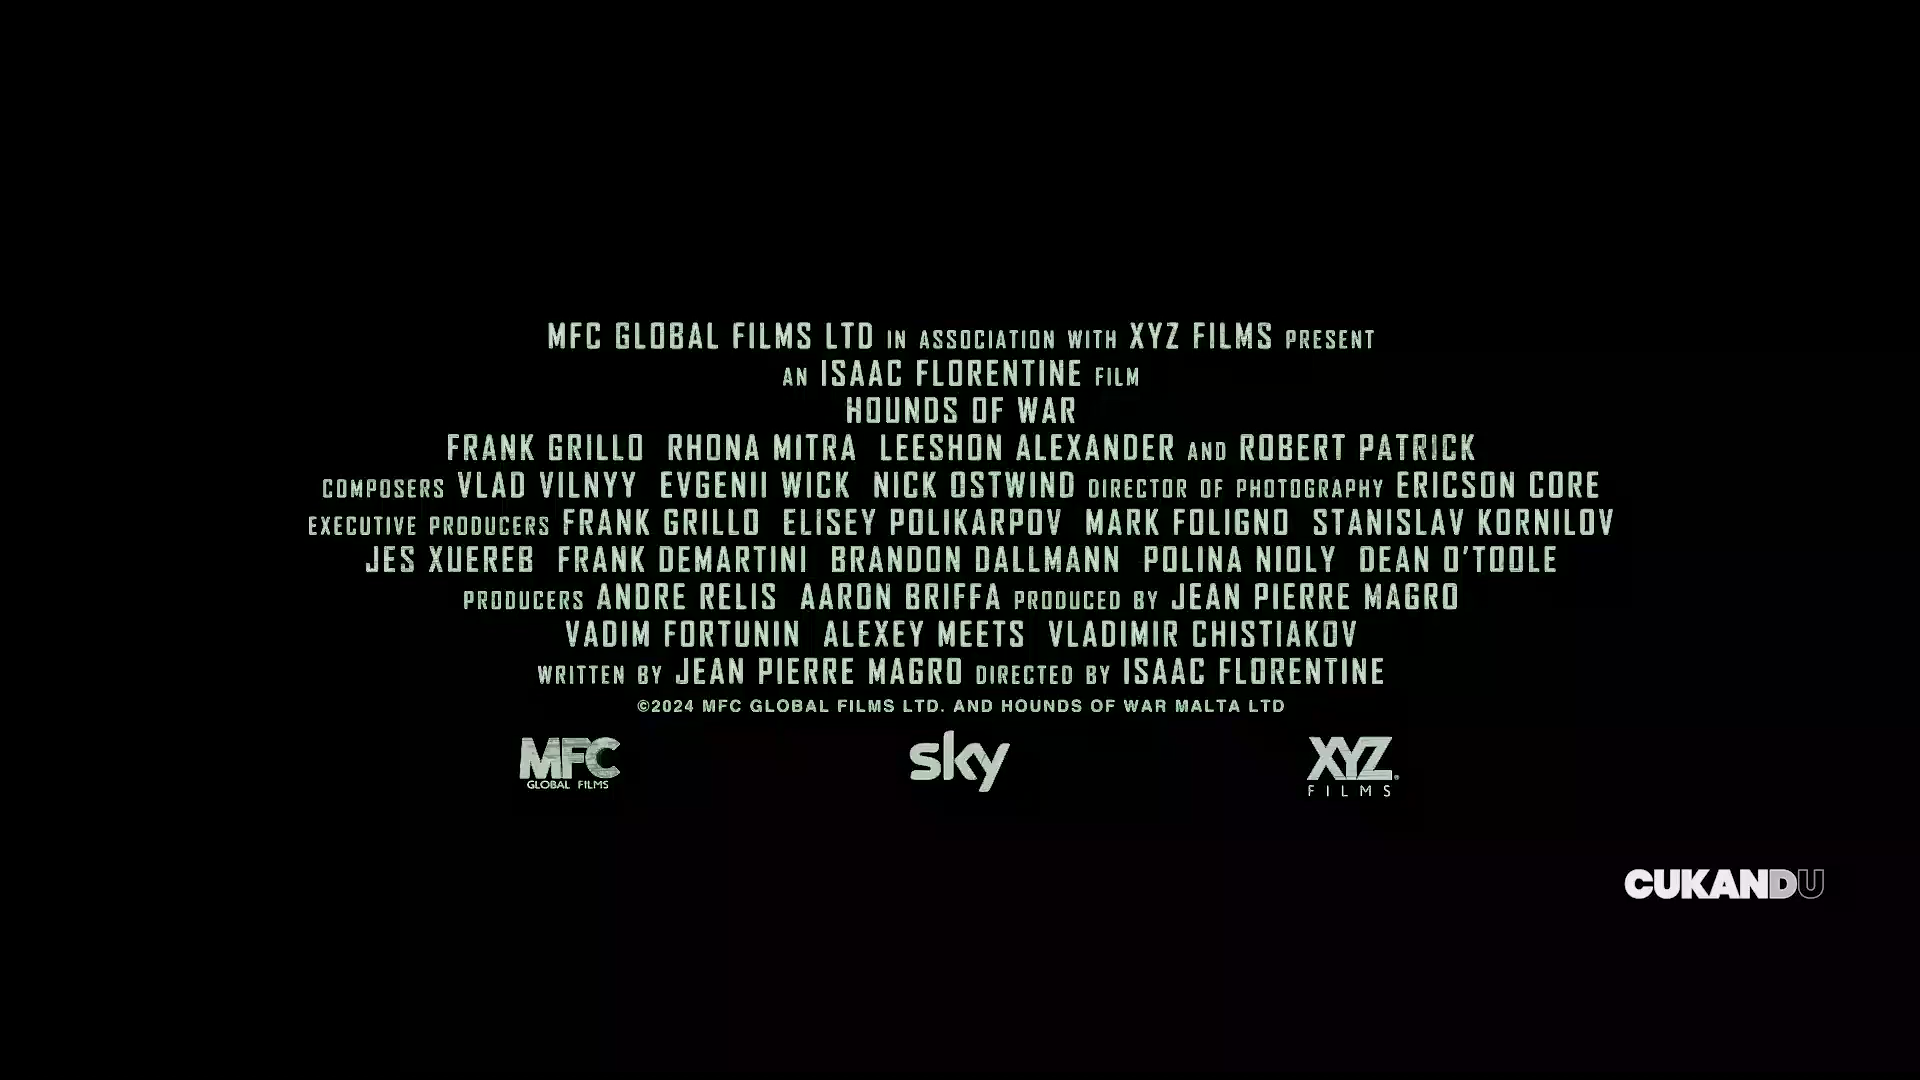 MFC GLOBAL FILMS LTD IN ASSOCIATION WITH XYZ FILMS PRESENT
AN ISAAC FLORENTINE FILM
HOUNDS OF WAR
FRANK GRILLO RHONA MITRA LEESHON ALEXANDER AND ROBERT PATRICK
COMPOSERS VLAD VILNYY EVGENII WICK NICK OSTWIND DIRECTOR OF PHOTOGRAPHY ERICSON CORE
EXECUTIVE PRODUCERS FRANK GRILLO ELISEY POLIKARPOV MARK FOLIGNO STANISLAV KORNILOV
JES XUEREB FRANK DEMARTINI BRANDON DALLMANN POLINA NIOLY DEAN O'TOOLE
PRODUCERS ANDRE RELIS AARON BRIFFA PRODUCED BY JEAN PIERRE MAGRO
VADIM FORTUNIN ALEXEY MEETS VLADIMIR CHISTIAKOV
WRITTEN BY JEAN PIERRE MAGRO DIRECTED BY ISAAC FLORENTINE
©2024 MFC GLOBAL FILMS LTD. AND HOUNDS OF WAR MALTA LTD
MFC GLOBAL FILMS
sky
XYZ FILMS
CUKANDU